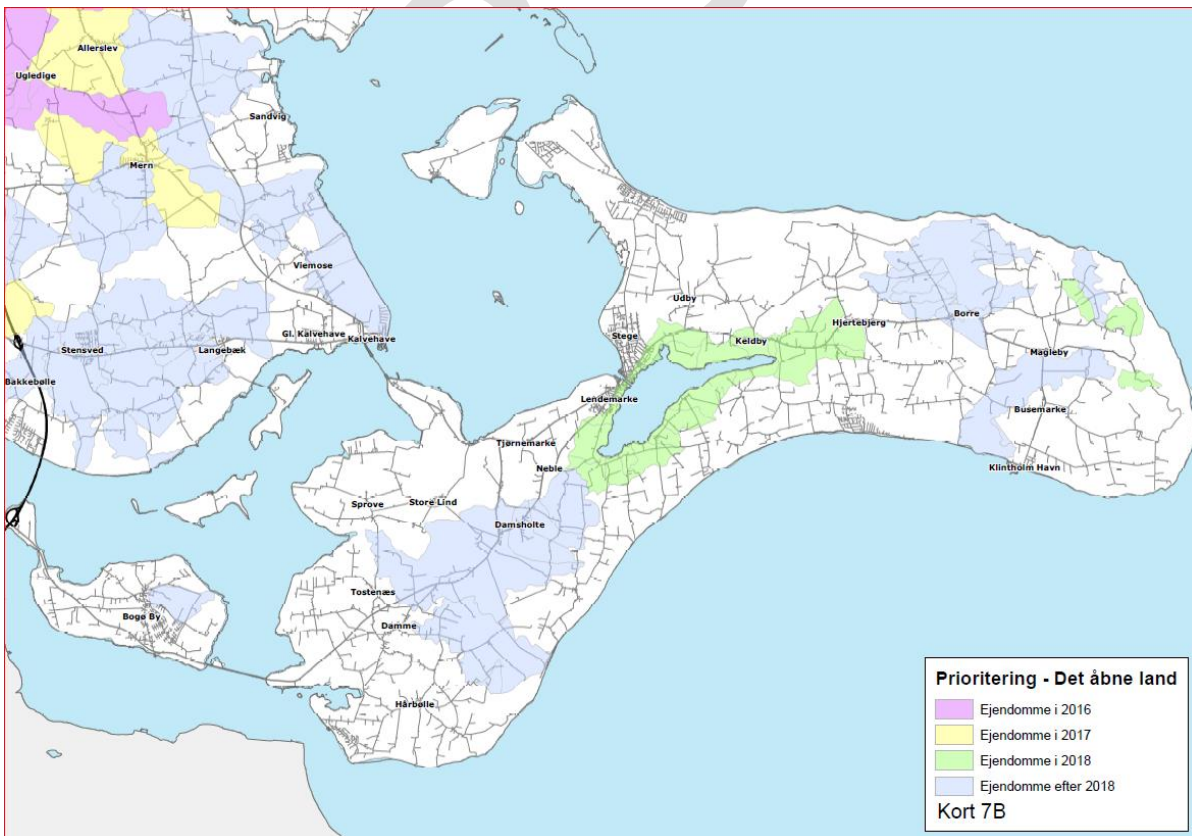 Allerslev
Ugledige
Sandvig
Mern
Viemose
Udby
Hjertebjerg
Borre
Gl. Kalvehave
Kalvehave
Stege
Keldby
Stensved
Langebæk
Magleby
Bakkebølle
Lendemarke
Busemarke
Tjørnemarke
Neble
Klintholm Havn
Sprove
Store Lind
Damsholte
Tostenæs
Bogø By
Damme
Hårbølle
Prioritering - Det åbne land
Ejendomme i 2016
Ejendomme i 2017
Ejendomme i 2018
Ejendomme efter 2018
Kort 7B